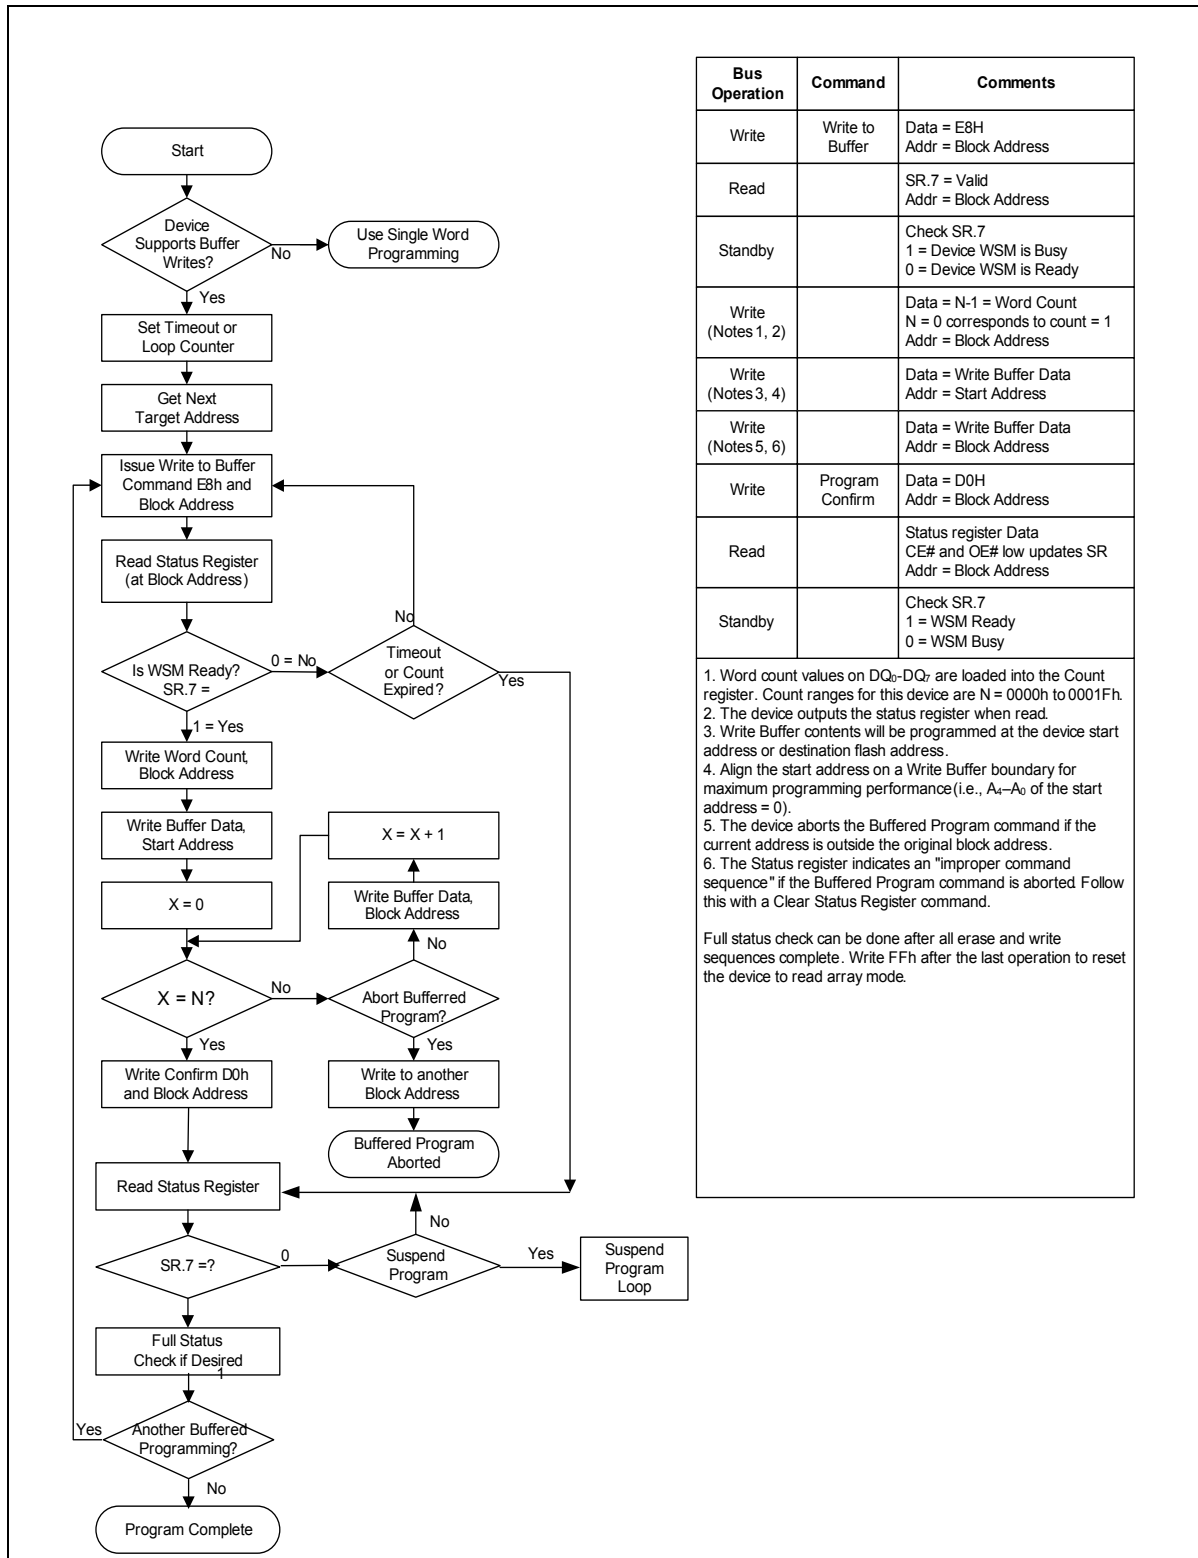 Start
Device
Supports Buffer
Writes?
No
Use Single Word
Programming
Yes
Set Timeout or
Loop Counter
Get Next
Target Address
Issue Write to Buffer
Command E8h and
Block Address
Read Status Register
(at Block Address)
Is WSM Ready?
SR.7 =
0 = No
No
Timeout
or Count
Expired?
Yes
1 = Yes
Write Word Count,
Block Address
Write Buffer Data,
Start Address
X = X + 1
X = 0
Write Buffer Data,
Block Address
No
X = N?
No
Abort Bufferred
Program?
Yes
Yes
Write Confirm D0h
and Block Address
Write to another
Block Address
Buffered Program
Aborted
Read Status Register
No
SR.7 =?
0
Suspend
Program
Yes
Suspend
Program
Loop
Full Status
Check if Desired
1
Yes
Another Buffered
Programming?
No
Program Complete
Bus
Operation
Command
Comments
Write
Write to
Buffer
Data = E8H
Addr = Block Address
Read
SR.7 = Valid
Addr = Block Address
Standby
Check SR.7
1 = Device WSM is Busy
0 = Device WSM is Ready
Write
(Notes 1, 2)
Data = N-1 = Word Count
N = 0 corresponds to count = 1
Addr = Block Address
Write
(Notes 3, 4)
Data = Write Buffer Data
Addr = Start Address
Write
(Notes 5, 6)
Data = Write Buffer Data
Addr = Block Address
Write
Program
Confirm
Data = D0H
Addr = Block Address
Read
Status register Data
CE# and OE# low updates SR
Addr = Block Address
Standby
Check SR.7
1 = WSM Ready
0 = WSM Busy
1. Word count values on DQ₀-DQ₇ are loaded into the Count
register. Count ranges for this device are N = 0000h to 0001Fh.
2. The device outputs the status register when read.
3. Write Buffer contents will be programmed at the device start
address or destination flash address.
4. Align the start address on a Write Buffer boundary for
maximum programming performance (i.e., A₄–A₀ of the start
address = 0).
5. The device aborts the Buffered Program command if the
current address is outside the original block address.
6. The Status register indicates an "improper command
sequence" if the Buffered Program command is aborted. Follow
this with a Clear Status Register command.
Full status check can be done after all erase and write
sequences complete. Write FFh after the last operation to reset
the device to read array mode.